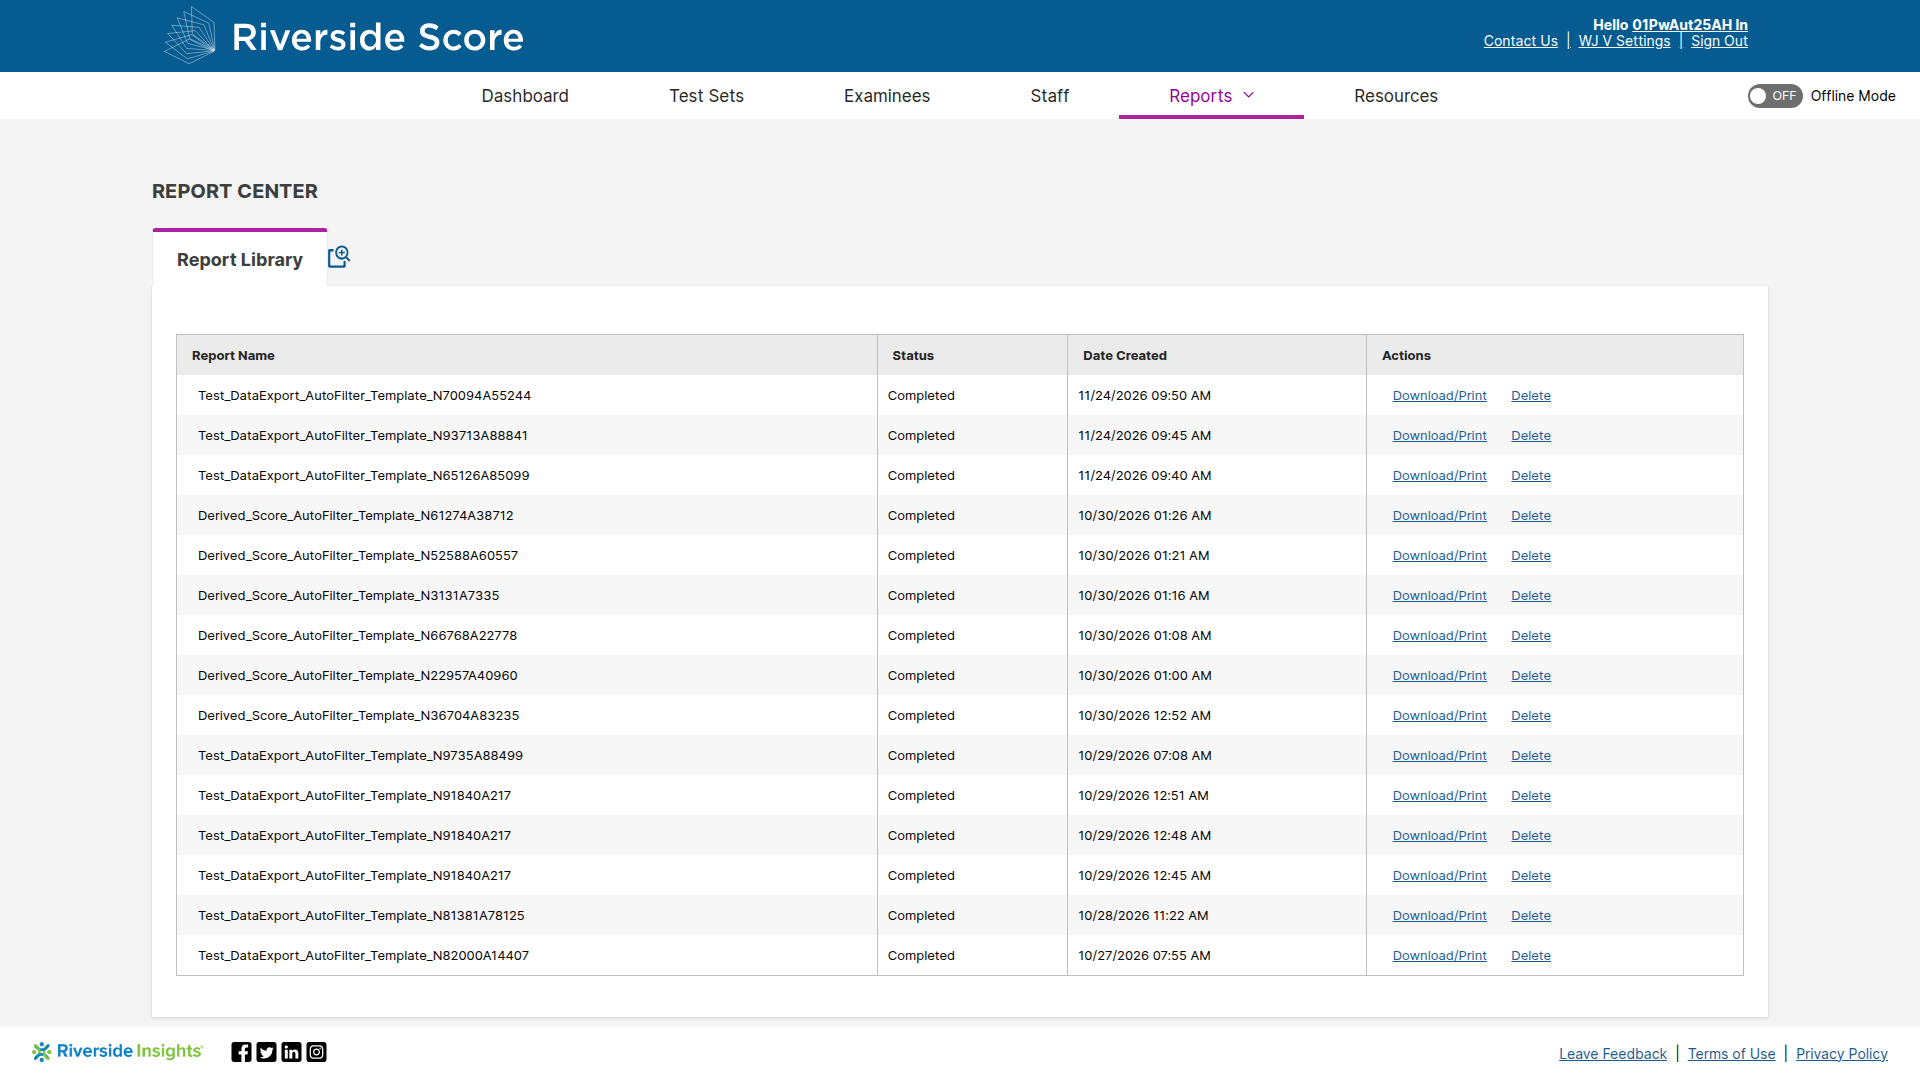 Riverside Score
Hello 01PwAut25AH In
Contact Us | WJ V Settings | Sign Out
Dashboard Test Sets Examinees Staff Reports Resources OFF Offline Mode
REPORT CENTER
Report Library
Report Name Status Date Created Actions
Test_DataExport_AutoFilter_Template_N70094A55244 Completed 11/24/2026 09:50 AM Download/Print Delete
Test_DataExport_AutoFilter_Template_N93713A88841 Completed 11/24/2026 09:45 AM Download/Print Delete
Test_DataExport_AutoFilter_Template_N65126A85099 Completed 11/24/2026 09:40 AM Download/Print Delete
Derived_Score_AutoFilter_Template_N61274A38712 Completed 10/30/2026 01:26 AM Download/Print Delete
Derived_Score_AutoFilter_Template_N52588A60557 Completed 10/30/2026 01:21 AM Download/Print Delete
Derived_Score_AutoFilter_Template_N3131A7335 Completed 10/30/2026 01:16 AM Download/Print Delete
Derived_Score_AutoFilter_Template_N66768A22778 Completed 10/30/2026 01:08 AM Download/Print Delete
Derived_Score_AutoFilter_Template_N22957A40960 Completed 10/30/2026 01:00 AM Download/Print Delete
Derived_Score_AutoFilter_Template_N36704A83235 Completed 10/30/2026 12:52 AM Download/Print Delete
Test_DataExport_AutoFilter_Template_N9735A88499 Completed 10/29/2026 07:08 AM Download/Print Delete
Test_DataExport_AutoFilter_Template_N91840A217 Completed 10/29/2026 12:51 AM Download/Print Delete
Test_DataExport_AutoFilter_Template_N91840A217 Completed 10/29/2026 12:48 AM Download/Print Delete
Test_DataExport_AutoFilter_Template_N91840A217 Completed 10/29/2026 12:45 AM Download/Print Delete
Test_DataExport_AutoFilter_Template_N81381A78125 Completed 10/28/2026 11:22 AM Download/Print Delete
Test_DataExport_AutoFilter_Template_N82000A14407 Completed 10/27/2026 07:55 AM Download/Print Delete
Riverside Insights
Leave Feedback | Terms of Use | Privacy Policy